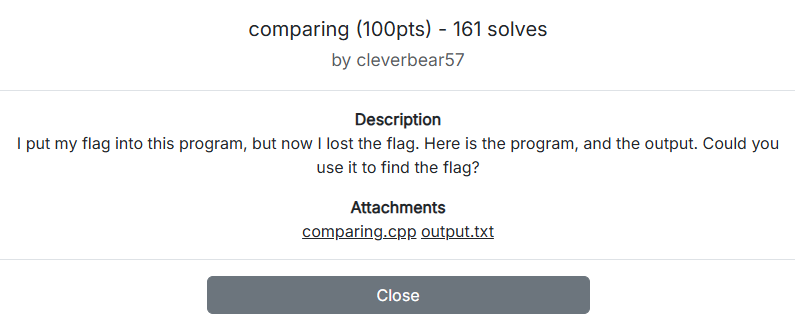 comparing (100pts) - 161 solves
by cleverbear57
Description
I put my flag into this program, but now I lost the flag. Here is the program, and the output. Could you
use it to find the flag?
Attachments
comparing.cpp output.txt
Close